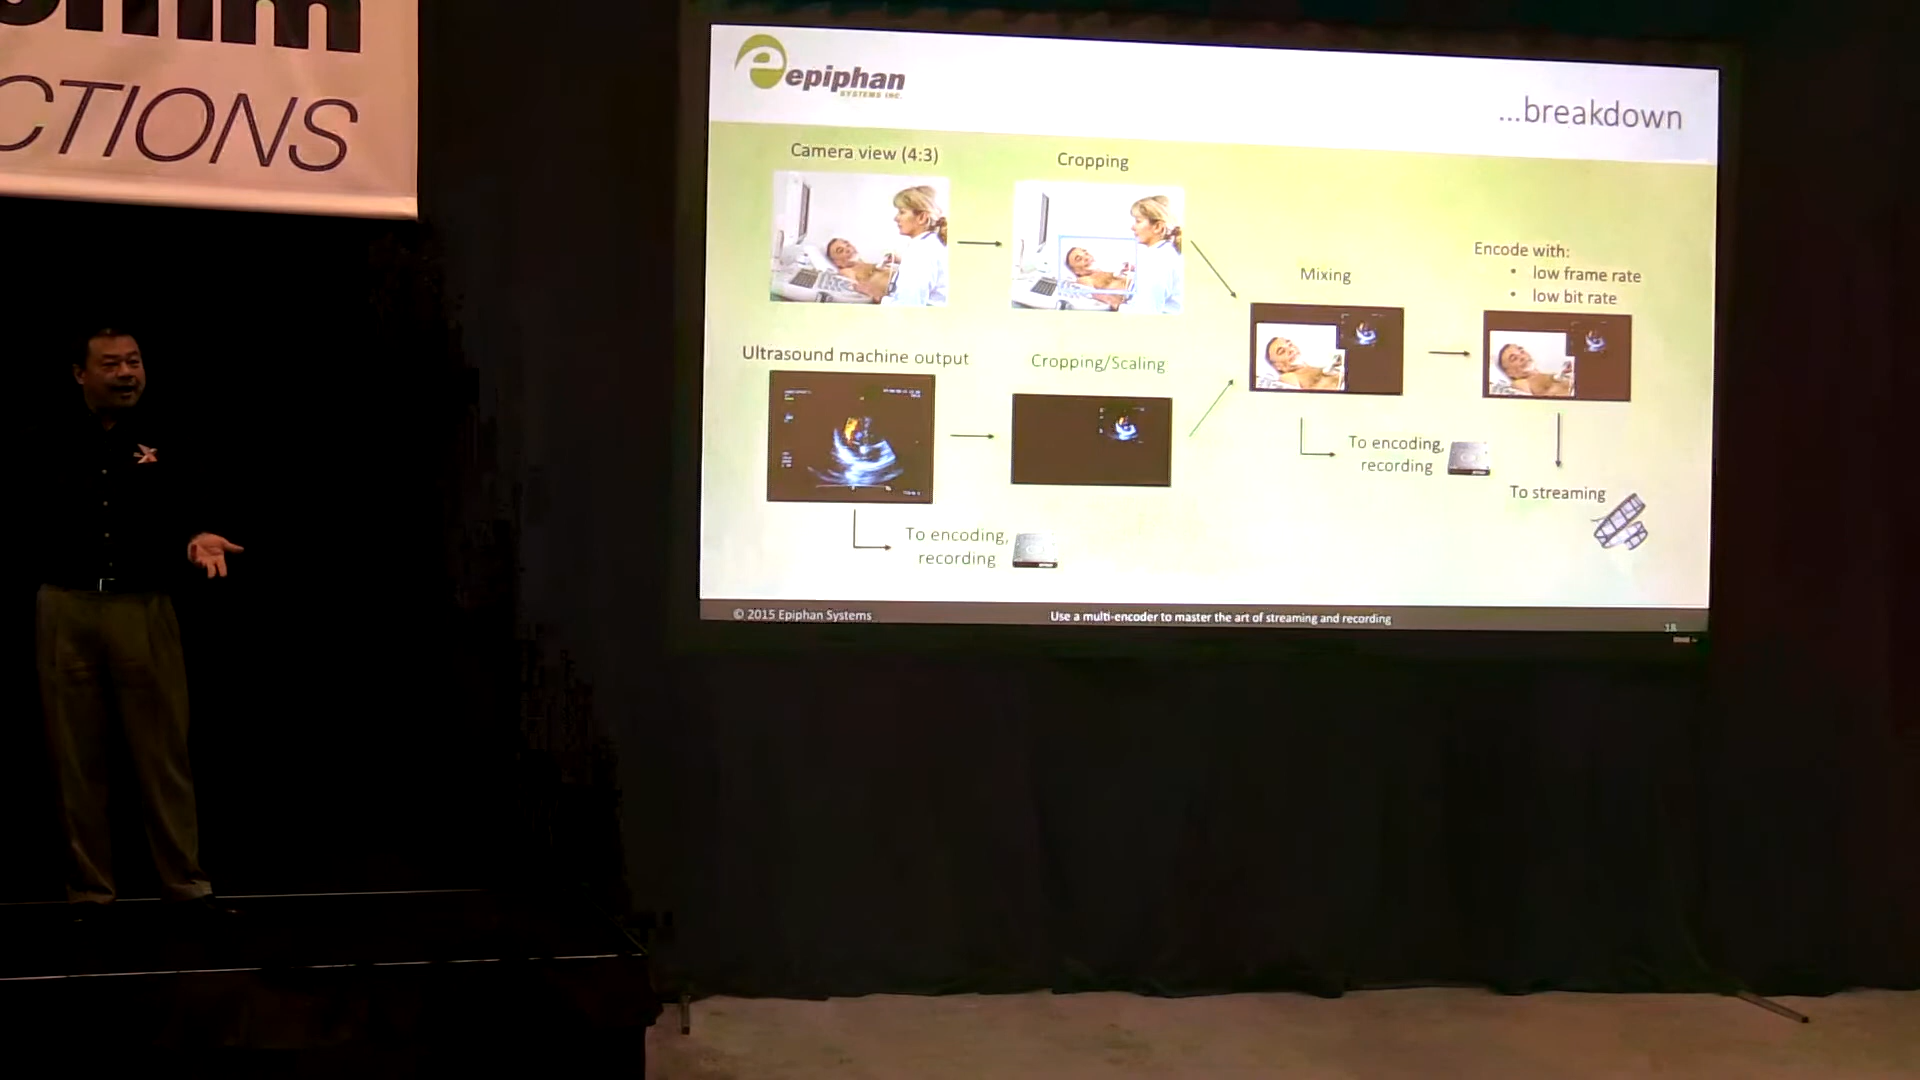 CTIONS
epiphan
SYSTEMS INC.
...breakdown
Camera view (4:3)
Cropping
Ultrasound machine output
Cropping/Scaling
Mixing
Encode with:
• low frame rate
• low bit rate
To encoding,
recording
To encoding,
recording
To streaming
© 2015 Epiphan Systems
Use a multi-encoder to master the art of streaming and recording
18